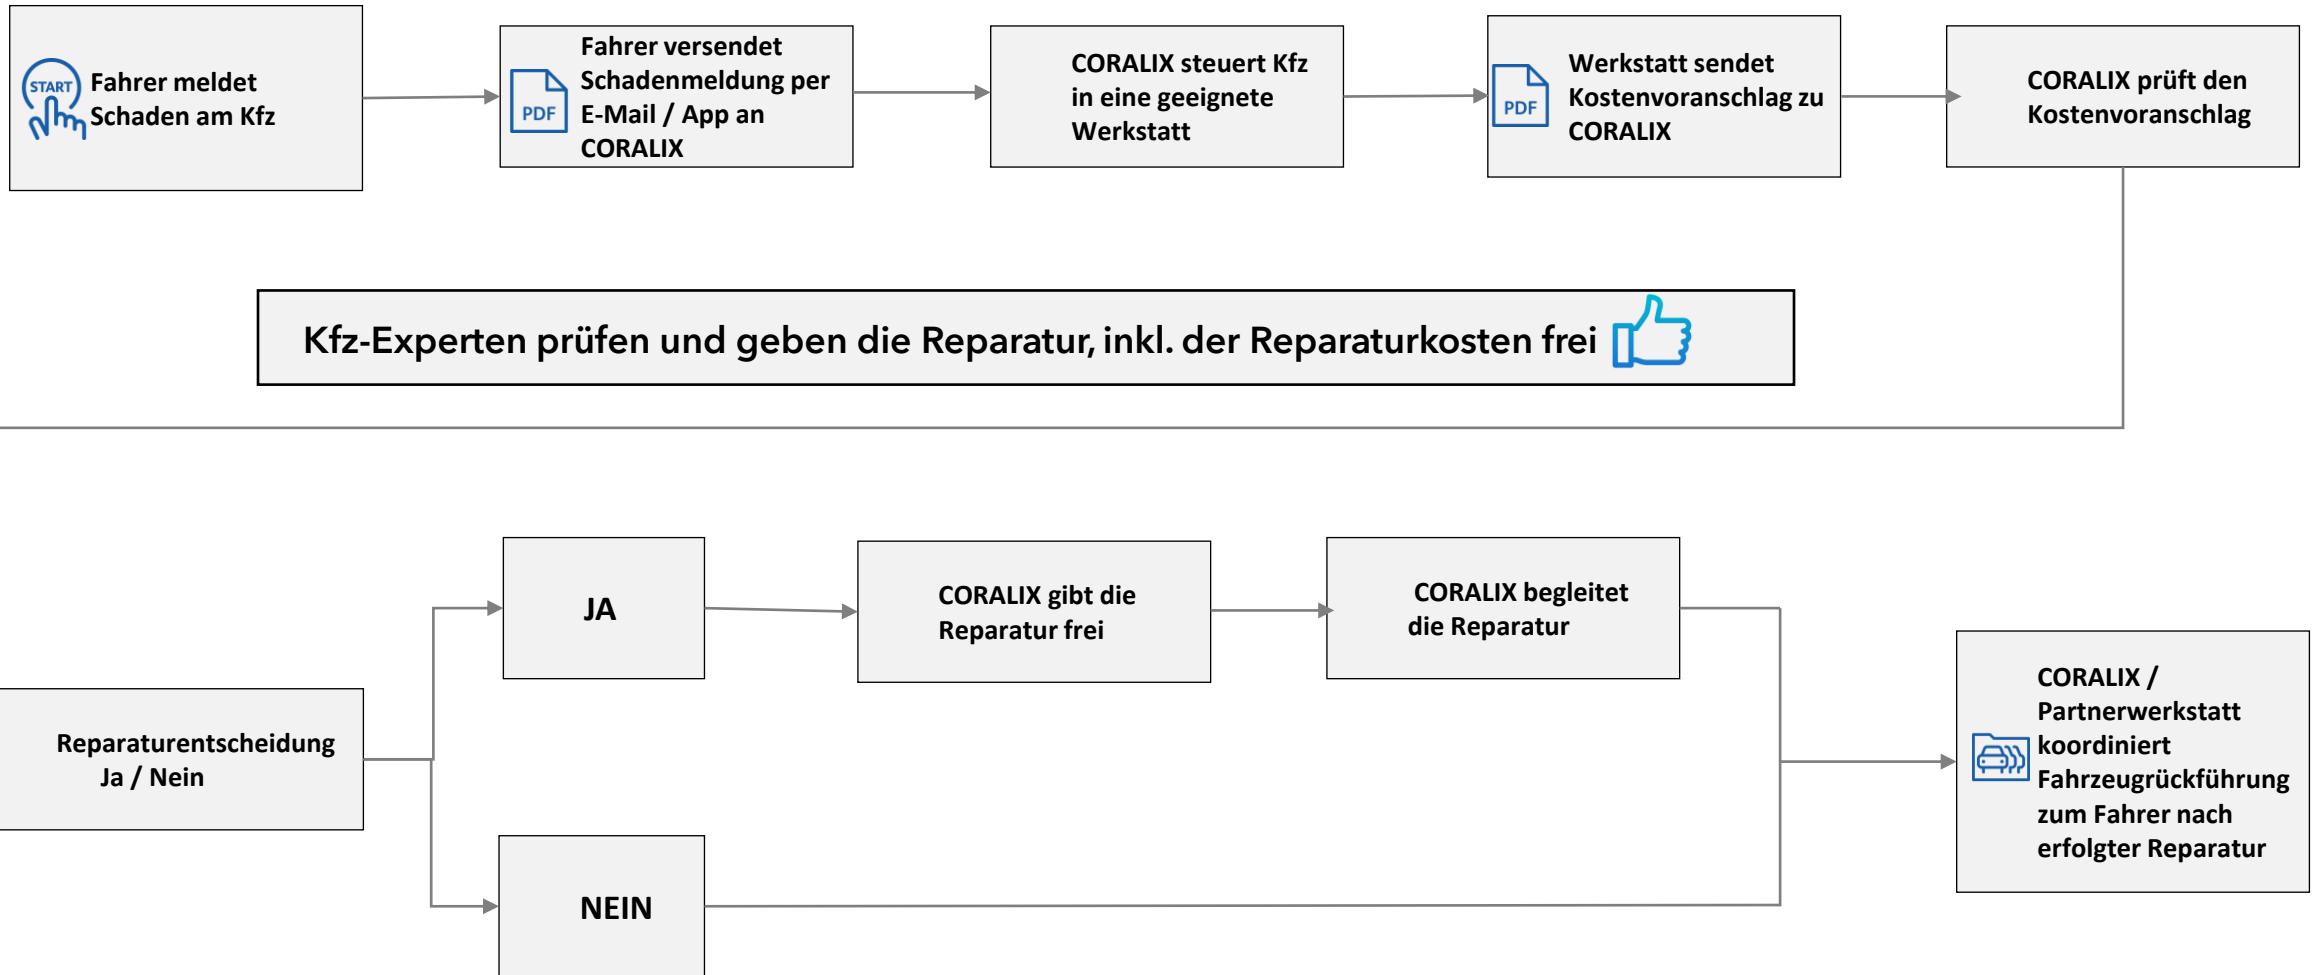 START
Fahrer meldet
Schaden am Kfz
PDF
Fahrer versendet
Schadenmeldung per
E-Mail / App an
CORALIX
CORALIX steuert Kfz
in eine geeignete
Werkstatt
PDF
Werkstatt sendet
Kostenvoranschlag zu
CORALIX
CORALIX prüft den
Kostenvoranschlag
Kfz-Experten prüfen und geben die Reparatur, inkl. der Reparaturkosten frei
Reparaturentscheidung
Ja / Nein
JA
CORALIX gibt die
Reparatur frei
CORALIX begleitet
die Reparatur
NEIN
CORALIX /
Partnerwerkstatt
koordiniert
Fahrzeugrückführung
zum Fahrer nach
erfolgter Reparatur